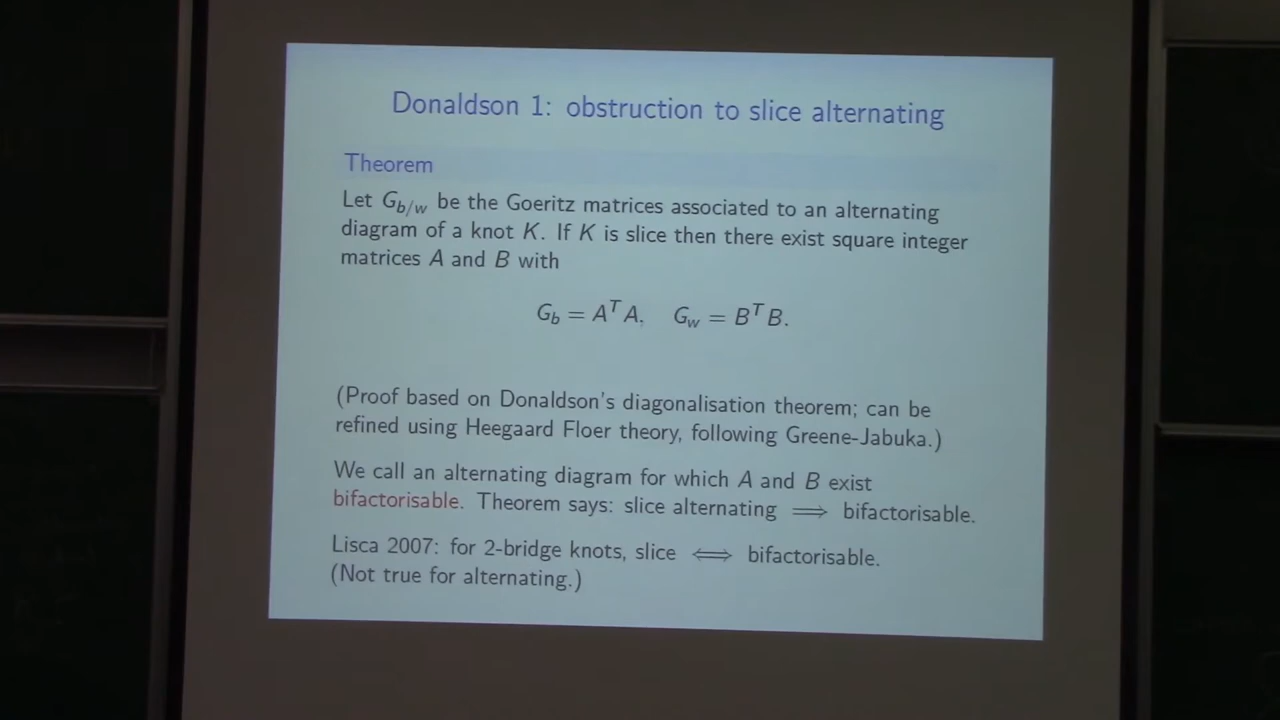 Donaldson 1: obstruction to slice alternating
Theorem
Let G_{b/w} be the Goeritz matrices associated to an alternating
diagram of a knot K. If K is slice then there exist square integer
matrices A and B with
G_b = A^T A, G_w = B^T B.
(Proof based on Donaldson's diagonalisation theorem; can be
refined using Heegaard Floer theory, following Greene-Jabuka.)
We call an alternating diagram for which A and B exist
bifactorisable. Theorem says: slice alternating ⟹ bifactorisable.
Lisca 2007: for 2-bridge knots, slice ⟺ bifactorisable.
(Not true for alternating.)